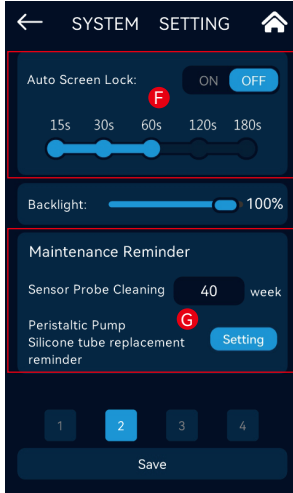 SYSTEM SETTING
Auto Screen Lock: ON OFF
F
15s 30s 60s 120s 180s
Backlight: 100%
Maintenance Reminder
Sensor Probe Cleaning 40 week
G
Peristaltic Pump
Silicone tube replacement
reminder
Setting
1 2 3 4
Save